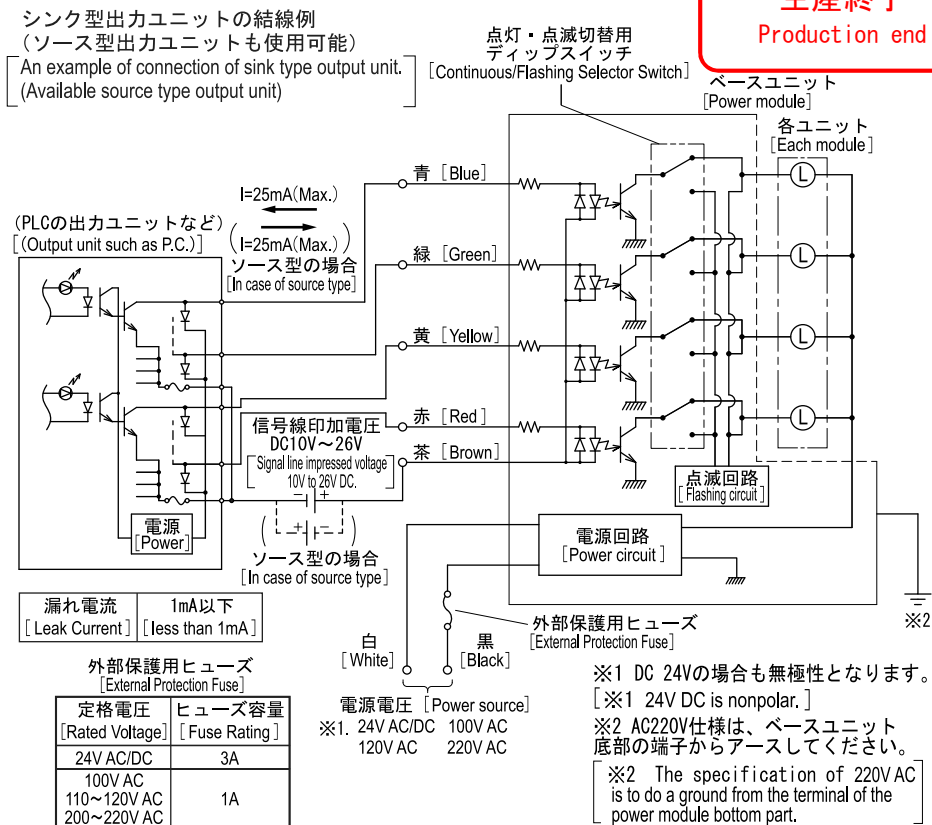 シンク型出力ユニットの結線例
(ソース型出力ユニットも使用可能)
[An example of connection of sink type output unit.
(Available source type output unit)]
生産終了
Production end
点灯・点滅切替用
ディップスイッチ
[Continuous/Flashing Selector Switch]
ベースユニット
[Power module]
各ユニット
[Each module]
青 [Blue]
L
I=25mA(Max.)
(I=25mA(Max.))
ソース型の場合
[In case of source type]
(PLCの出力ユニットなど)
[(Output unit such as P.C.)]
緑 [Green]
L
黄 [Yellow]
L
赤 [Red]
L
茶 [Brown]
信号線印加電圧
DC10V～26V
[Signal line impressed voltage
10V to 26V DC.]
－ ＋
＋ －
ソース型の場合
[In case of source type]
電源
[Power]
点滅回路
[Flashing circuit]
電源回路
[Power circuit]
※2
漏れ電流 1mA以下
[Leak Current] [less than 1mA]
外部保護用ヒューズ
[External Protection Fuse]
白
[White]
黒
[Black]
電源電圧 [Power source]
※1. 24V AC/DC 100V AC
120V AC 220V AC
外部保護用ヒューズ
[External Protection Fuse]
定格電圧 ヒューズ容量
[Rated Voltage] [Fuse Rating]
24V AC/DC 3A
100V AC
110～120V AC 1A
200～220V AC
※1 DC 24Vの場合も無極性となります。
[※1 24V DC is nonpolar.]
※2 AC220V仕様は、ベースユニット
底部の端子からアースしてください。
[※2 The specification of 220V AC
is to do a ground from the terminal of the
power module bottom part.]